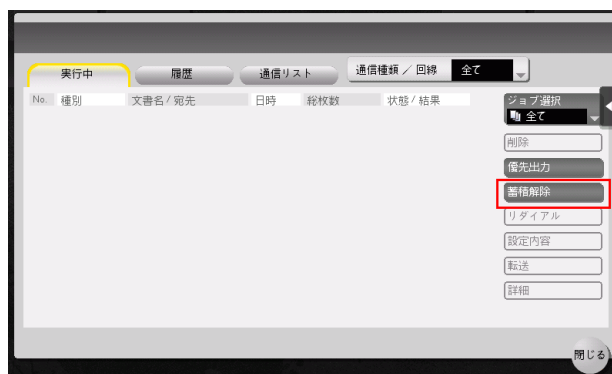 実行中 履歴 通信リスト 通信種類 / 回線 全て
No. 種別 文書名/宛先 日時 総枚数 状態/結果
ジョブ選択
全て
削除
優先出力
蓄積解除
リダイアル
設定内容
転送
詳細
閉じる